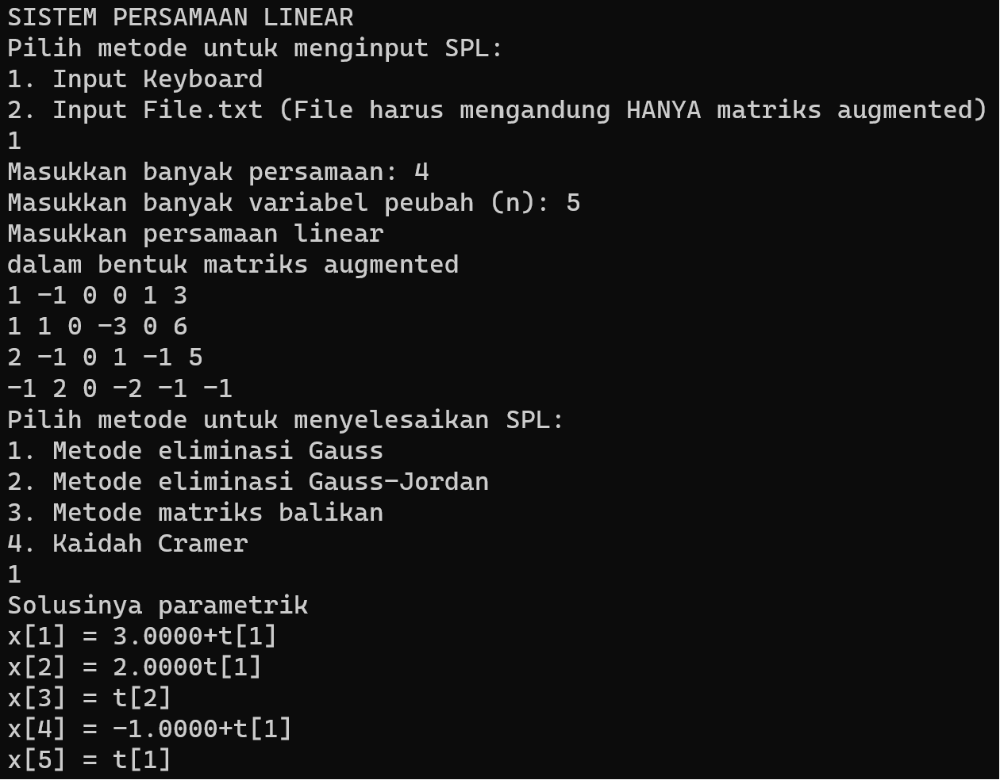 SISTEM PERSAMAAN LINEAR
Pilih metode untuk menginput SPL:
1. Input Keyboard
2. Input File.txt (File harus mengandung HANYA matriks augmented)
1
Masukkan banyak persamaan: 4
Masukkan banyak variabel peubah (n): 5
Masukkan persamaan linear
dalam bentuk matriks augmented
1 -1 0 0 1 3
1 1 0 -3 0 6
2 -1 0 1 -1 5
-1 2 0 -2 -1 -1
Pilih metode untuk menyelesaikan SPL:
1. Metode eliminasi Gauss
2. Metode eliminasi Gauss-Jordan
3. Metode matriks balikan
4. Kaidah Cramer
1
Solusinya parametrik
x[1] = 3.0000+t[1]
x[2] = 2.0000t[1]
x[3] = t[2]
x[4] = -1.0000+t[1]
x[5] = t[1]